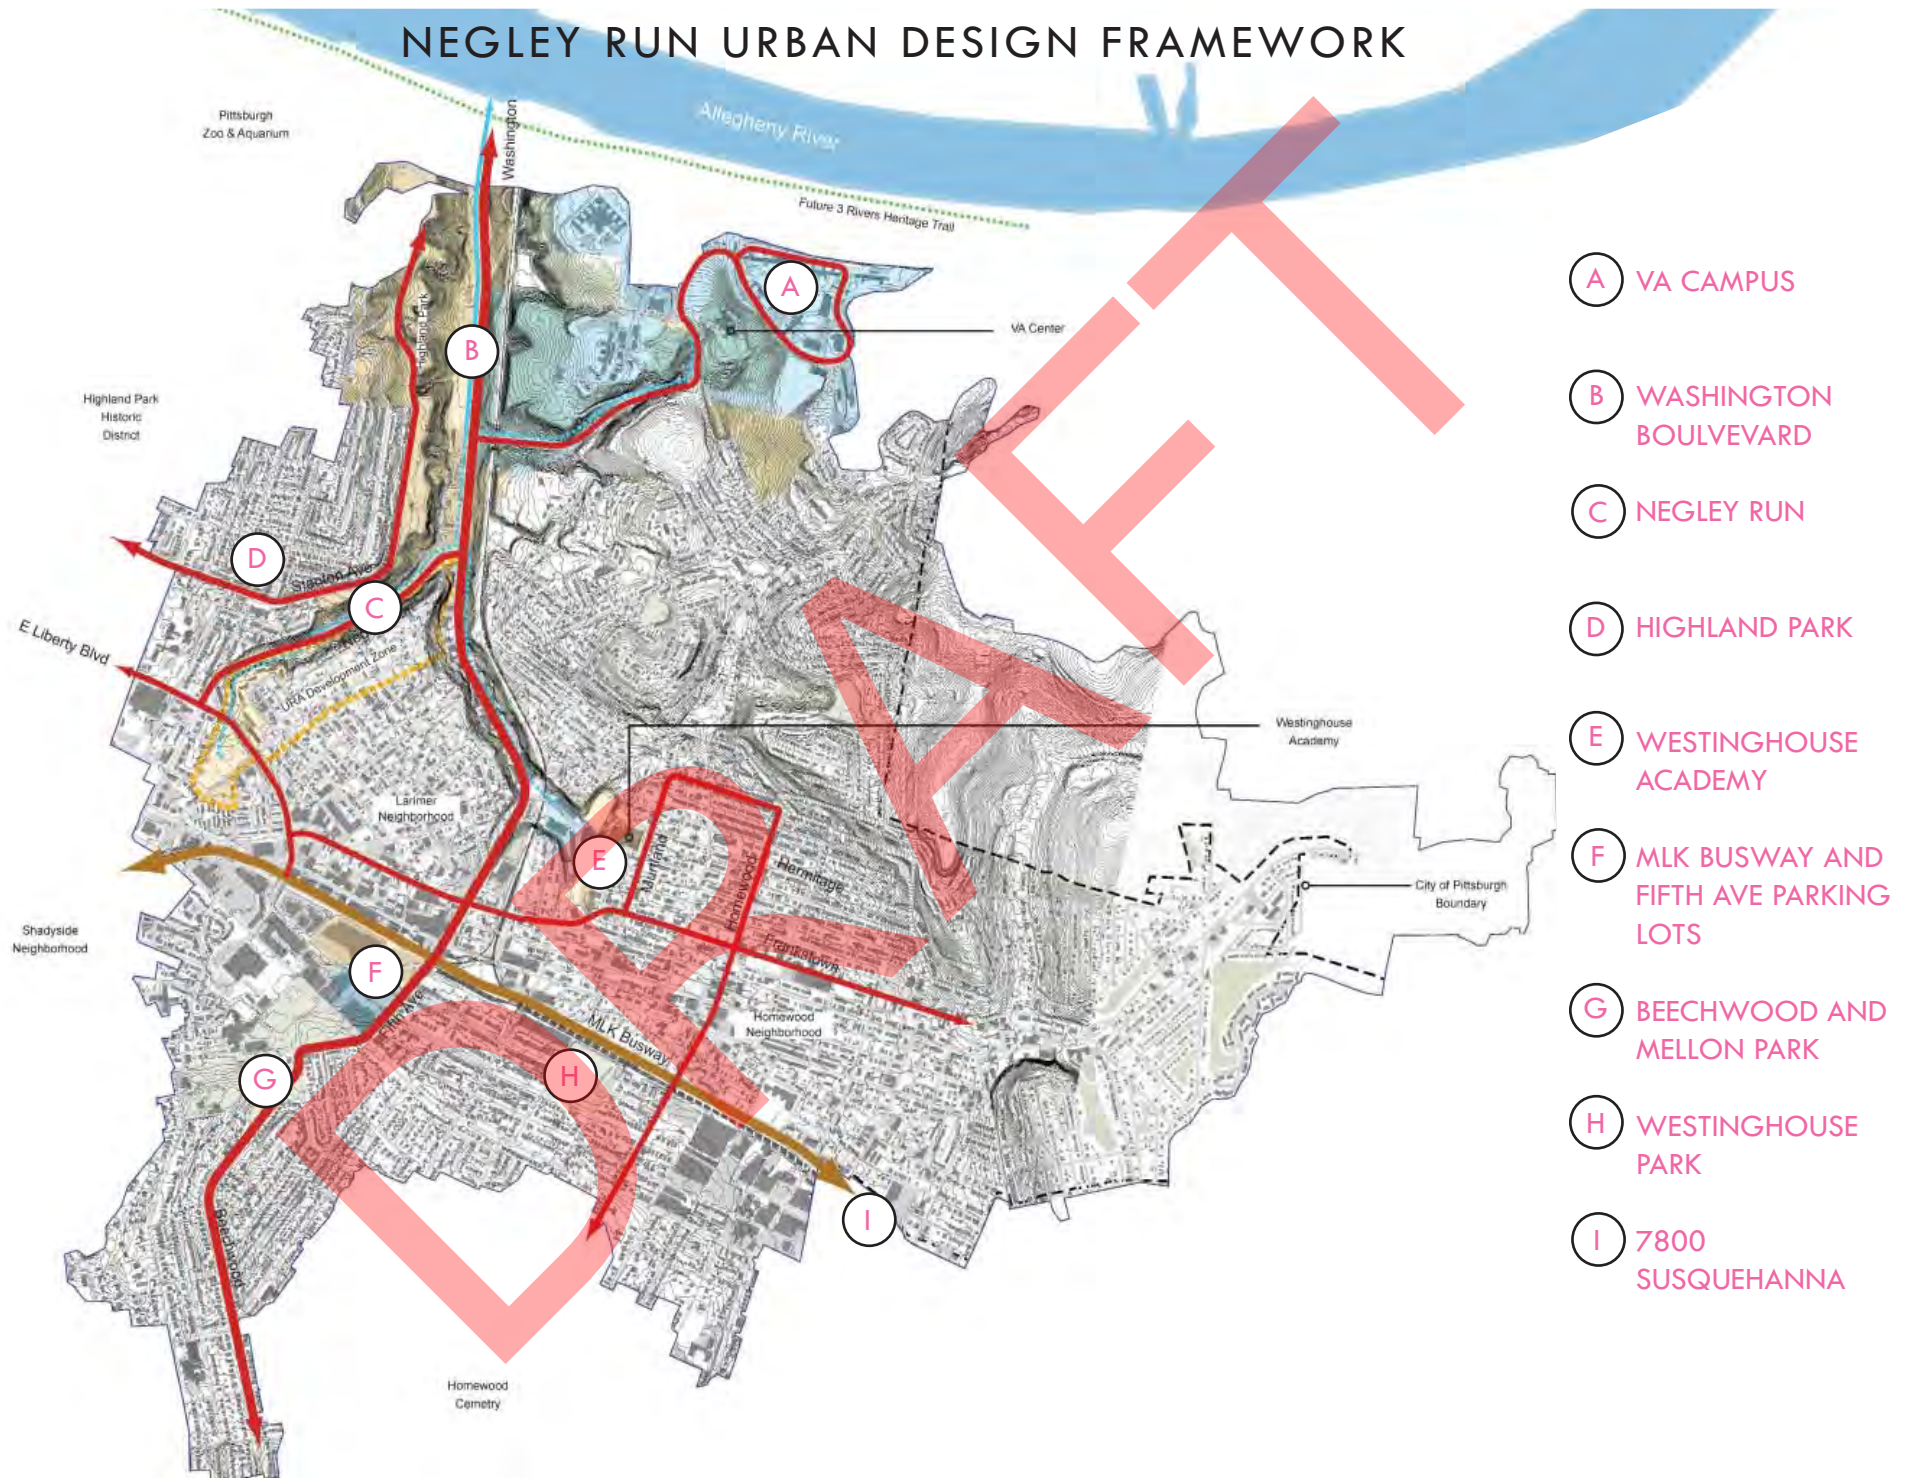 NEGLEY RUN URBAN DESIGN FRAMEWORK
Pittsburgh
Zoo & Aquarium
Washington
Allegheny River
Future 3 Rivers Heritage Trail
A
VA Center
Highland Park
B
Highland Park
Historic
District
D
Stanton Ave
C
E Liberty Blvd
URA Development Zone
Westinghouse
Academy
Larimer
Neighborhood
E
Murtland
Homewood
Hermitage
Frankstown
City of Pittsburgh
Boundary
Shadyside
Neighborhood
F
Homewood
Neighborhood
MLK Busway
G
H
I
Beechwood
Homewood
Cemetry
DRAFT
A VA CAMPUS
B WASHINGTON
BOULVEVARD
C NEGLEY RUN
D HIGHLAND PARK
E WESTINGHOUSE
ACADEMY
F MLK BUSWAY AND
FIFTH AVE PARKING
LOTS
G BEECHWOOD AND
MELLON PARK
H WESTINGHOUSE
PARK
I 7800
SUSQUEHANNA